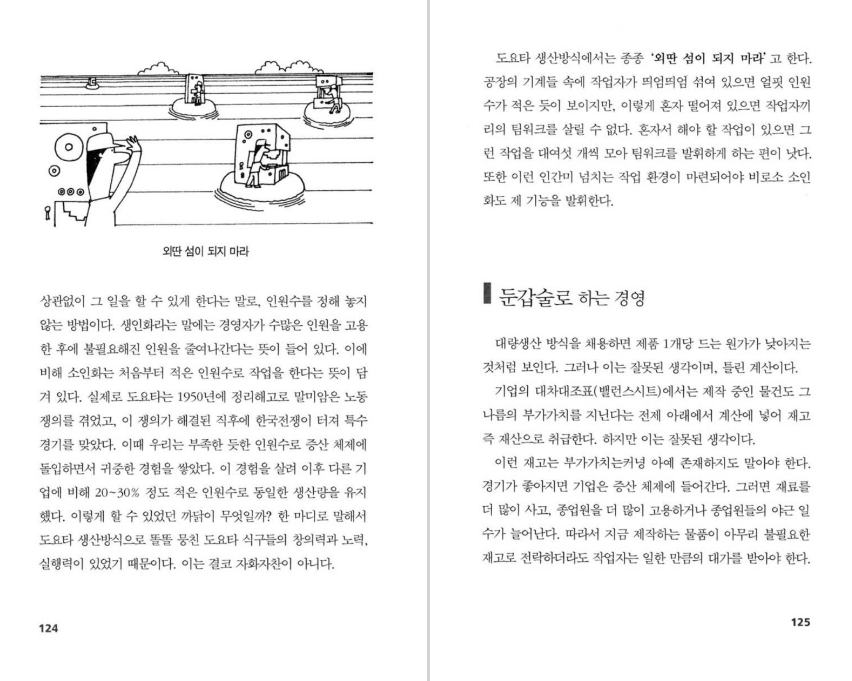 외딴 섬이 되지 마라
상관없이 그 일을 할 수 있게 한다는 말로, 인원수를 정해 놓지
않는 방법이다. 생인화라는 말에는 경영자가 수많은 인원을 고용
한 후에 불필요해진 인원을 줄여나간다는 뜻이 들어 있다. 이에
비해 소인화는 처음부터 적은 인원수로 작업을 한다는 뜻이 담
겨 있다. 실제로 도요타는 1950년에 정리해고로 말미암은 노동
쟁의를 겪었고, 이 쟁의가 해결된 직후에 한국전쟁이 터져 특수
경기를 맞았다. 이때 우리는 부족한 듯한 인원수로 증산 체제에
돌입하면서 귀중한 경험을 쌓았다. 이 경험을 살려 이후 다른 기
업에 비해 20~30% 정도 적은 인원수로 동일한 생산량을 유지
했다. 이렇게 할 수 있었던 까닭이 무엇일까? 한 마디로 말해서
도요타 생산방식으로 똘똘 뭉친 도요타 식구들의 창의력과 노력,
실행력이 있었기 때문이다. 이는 결코 자화자찬이 아니다.
124
도요타 생산방식에서는 종종 '외딴 섬이 되지 마라'고 한다.
공장의 기계들 속에 작업자가 띄엄띄엄 섞여 있으면 얼핏 인원
수가 적은 듯이 보이지만, 이렇게 혼자 떨어져 있으면 작업자끼
리의 팀워크를 살릴 수 없다. 혼자서 해야 할 작업이 있으면 그
런 작업을 대여섯 개씩 모아 팀워크를 발휘하게 하는 편이 낫다.
또한 이런 인간미 넘치는 작업 환경이 마련되어야 비로소 소인
화도 제 기능을 발휘한다.
둔갑술로 하는 경영
대량생산 방식을 채용하면 제품 1개당 드는 원가가 낮아지는
것처럼 보인다. 그러나 이는 잘못된 생각이며, 틀린 계산이다.
기업의 대차대조표(밸런스시트)에서는 제작 중인 물건도 그
나름의 부가가치를 지닌다는 전제 아래에서 계산에 넣어 재고
즉 재산으로 취급한다. 하지만 이는 잘못된 생각이다.
이런 재고는 부가가치는커녕 아예 존재하지도 말아야 한다.
경기가 좋아지면 기업은 증산 체제에 들어간다. 그러면 재료를
더 많이 사고, 종업원을 더 많이 고용하거나 종업원들의 야근 일
수가 늘어난다. 따라서 지금 제작하는 물품이 아무리 불필요한
재고로 전락하더라도 작업자는 일한 만큼의 대가를 받아야 한다.
125